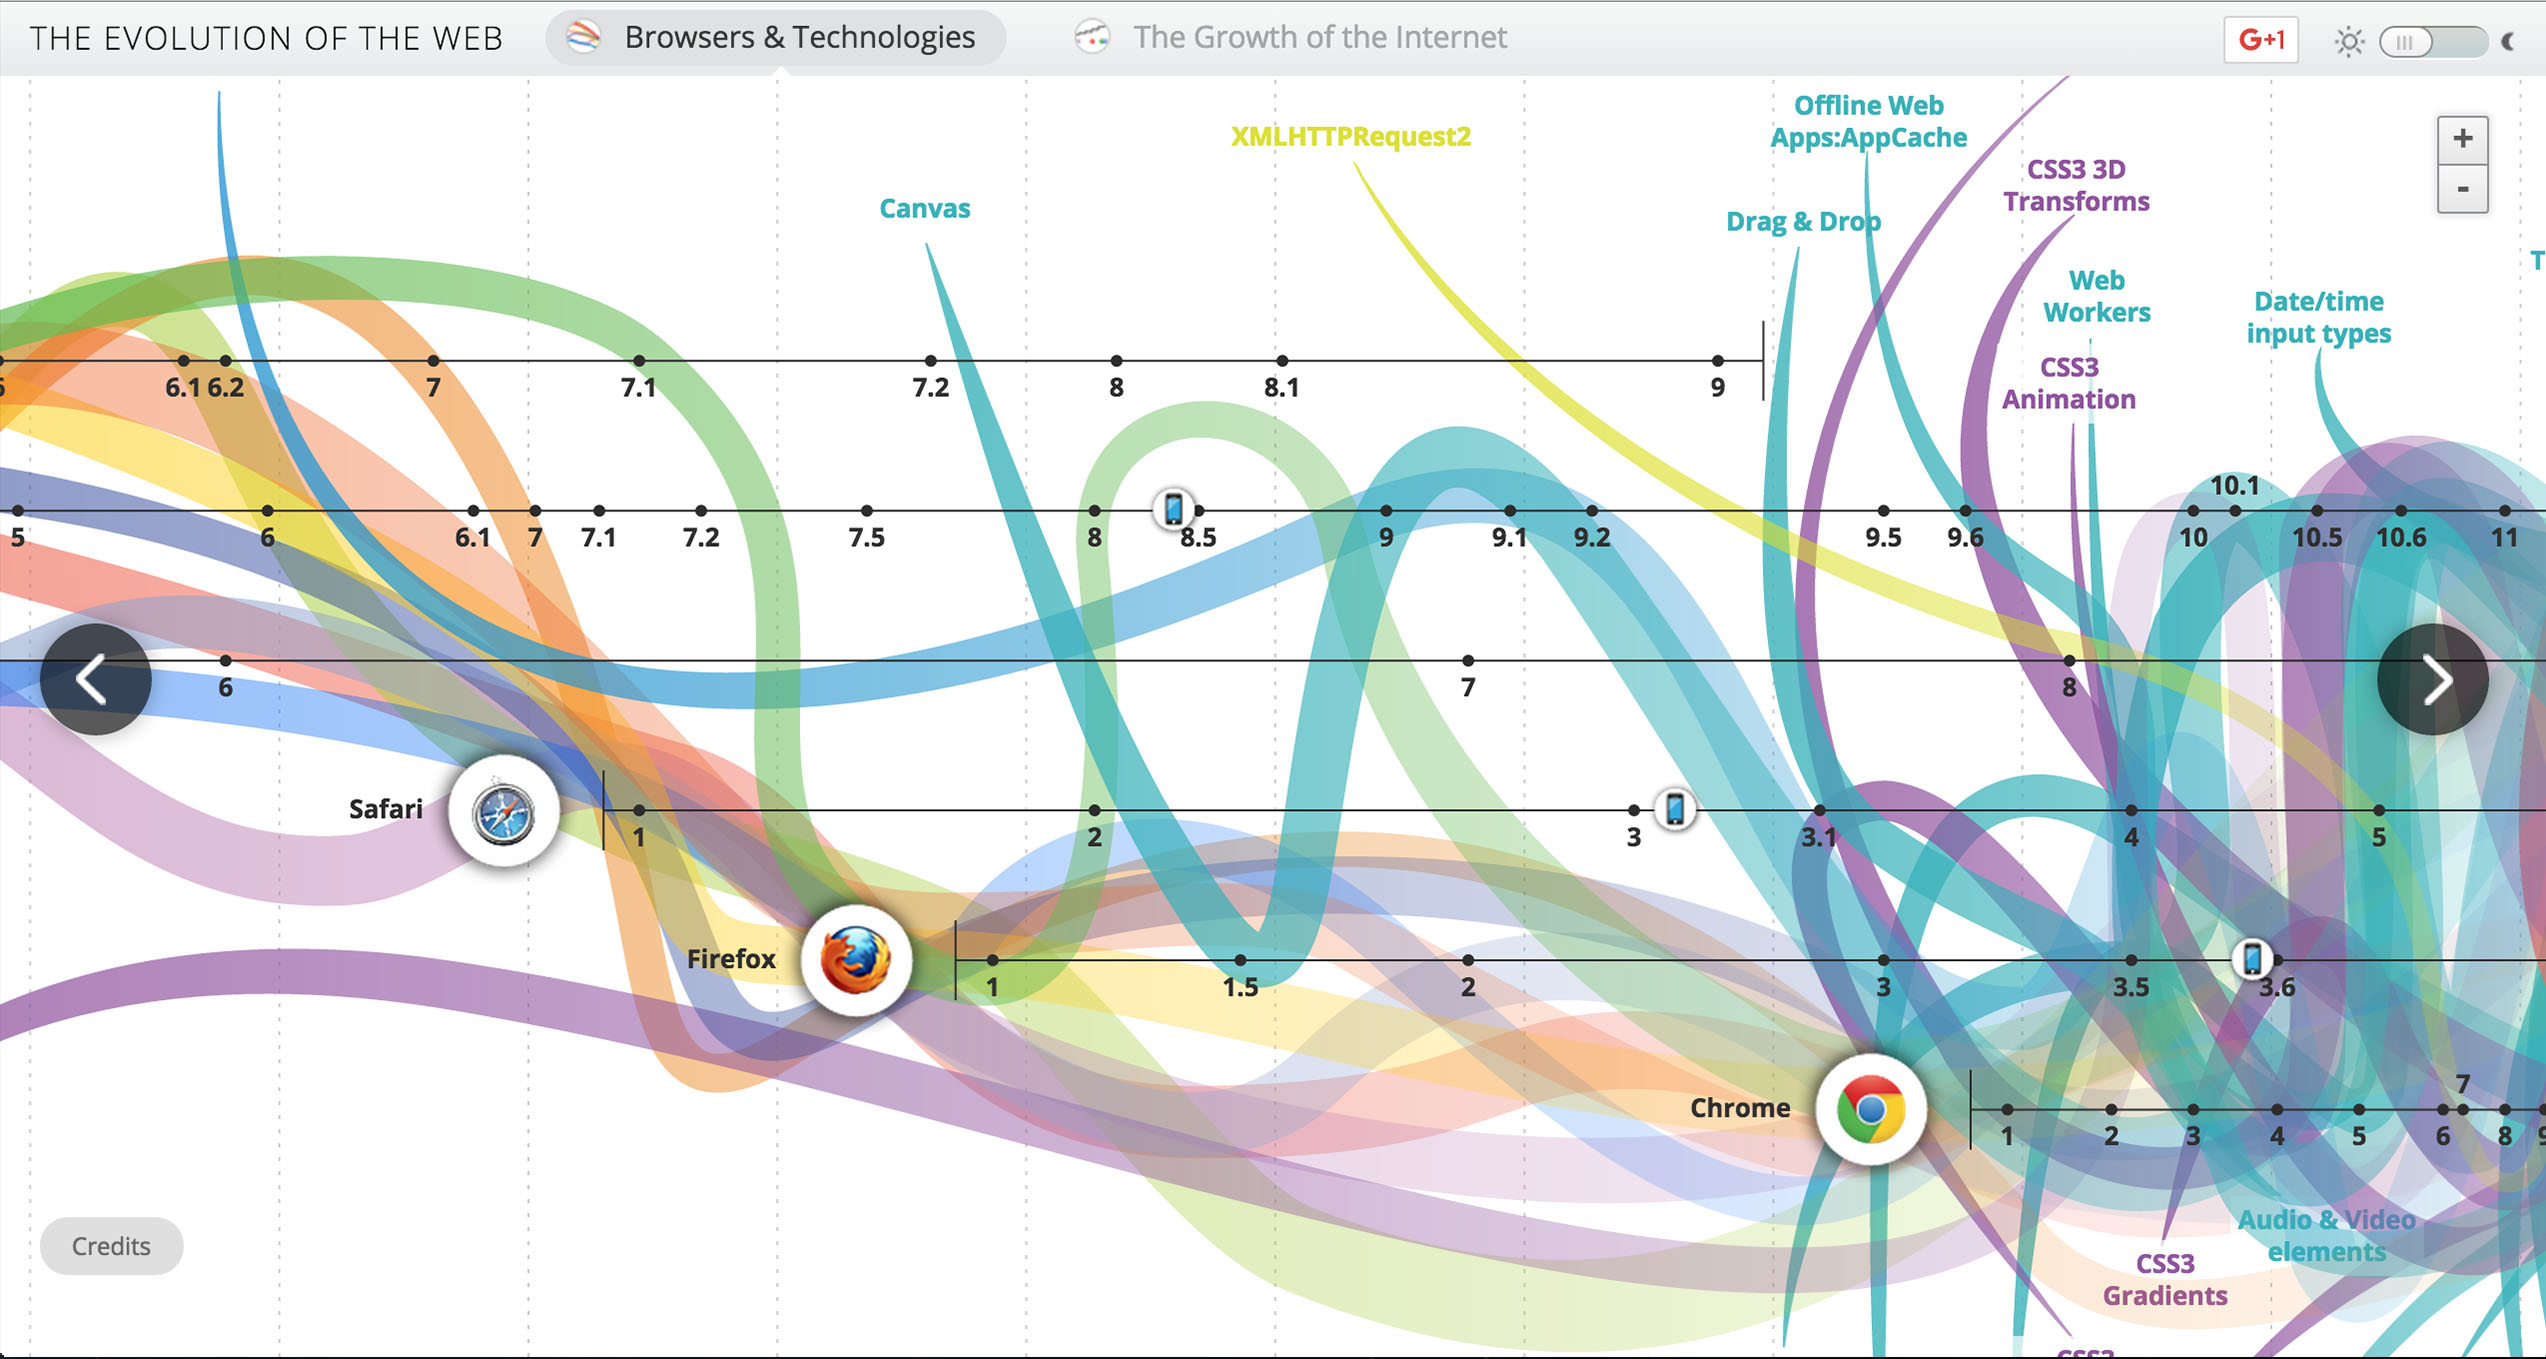 THE EVOLUTION OF THE WEB
Browsers & Technologies
The Growth of the Internet
G+1
Offline Web
Apps:AppCache
XMLHTTPRequest2
+
-
CSS3 3D
Transforms
Canvas
Drag & Drop
Web
Workers
Date/time
input types
T
CSS3
Animation
6.1 6.2 7 7.1 7.2 8 8.1 9
10.1
5 6 6.1 7 7.1 7.2 7.5 8 8.5 9 9.1 9.2 9.5 9.6 10 10.5 10.6 11
6 7 8
Safari
1 2 3 3.1 4 5
Firefox
1 1.5 2 3 3.5 3.6
7
Chrome
1 2 3 4 5 6 8 9
Audio & Video
elements
Credits
CSS3
Gradients
CSS3